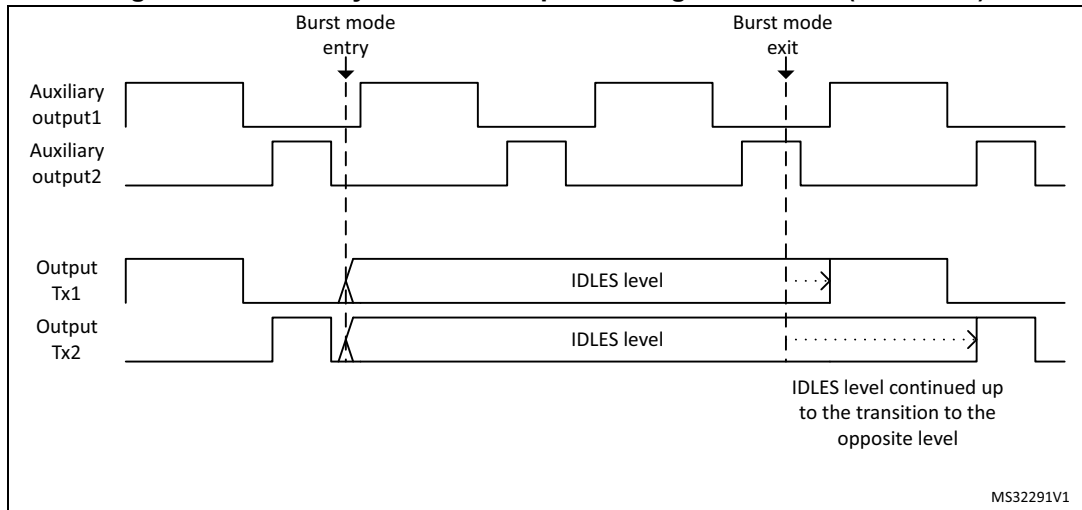 Burst mode
entry
Burst mode
exit
Auxiliary
output1
Auxiliary
output2
Output
Tx1
IDLES level
Output
Tx2
IDLES level
IDLES level continued up
to the transition to the
opposite level
MS32291V1